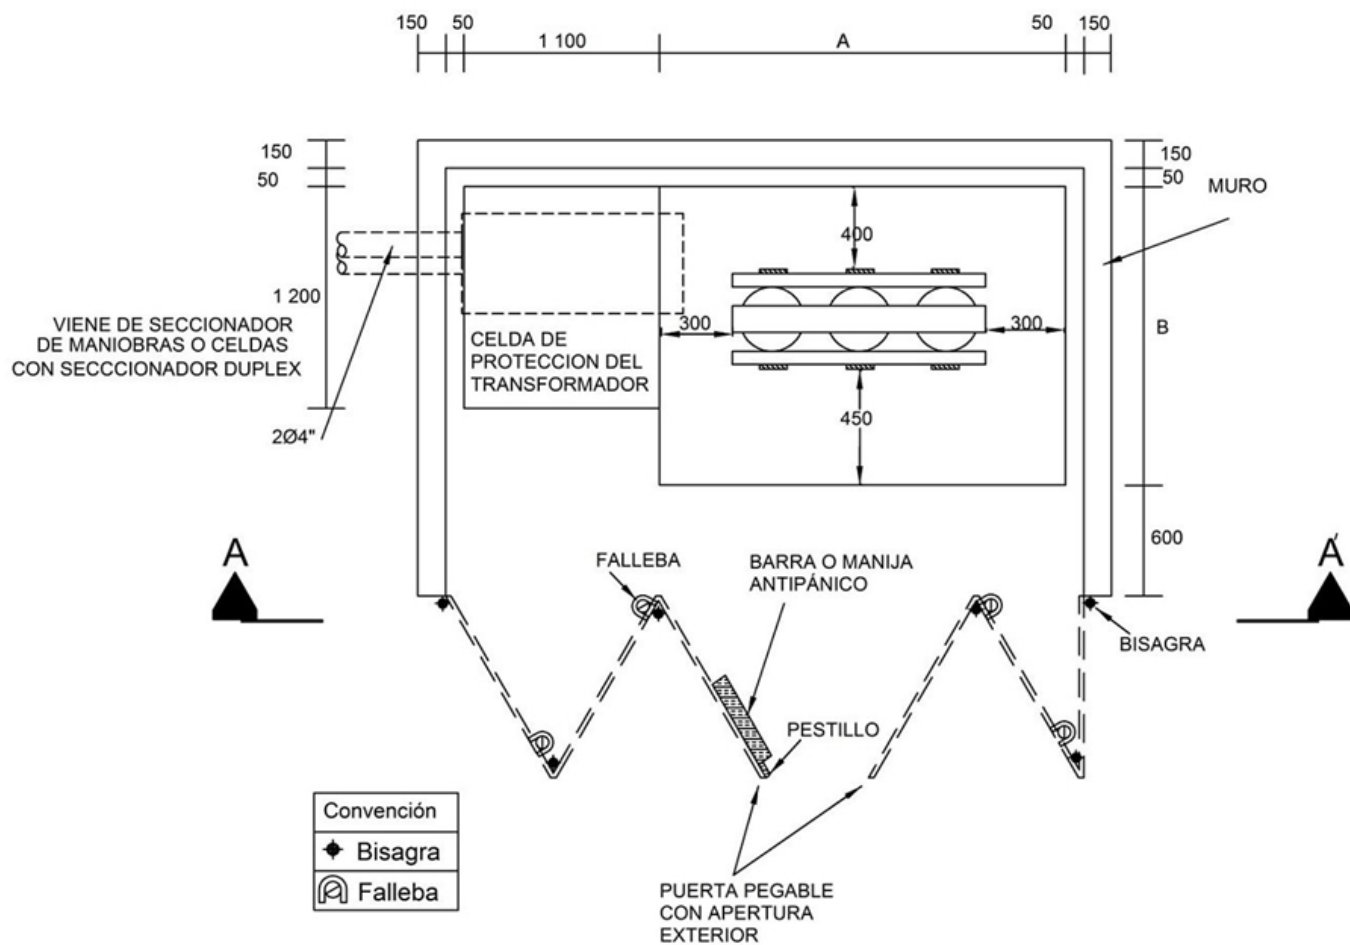 150
50
1 100
A
50
150
150
50
1 200
150
50
MURO
400
300
300
B
VIENE DE SECCIONADOR
DE MANIOBRAS O CELDAS
CON SECCCIONADOR DUPLEX
CELDA DE
PROTECCION DEL
TRANSFORMADOR
450
2Ø4"
600
A
A'
FALLEBA
BARRA O MANIJA
ANTIPÁNICO
BISAGRA
PESTILLO
Convención
Bisagra
Falleba
PUERTA PEGABLE
CON APERTURA
EXTERIOR